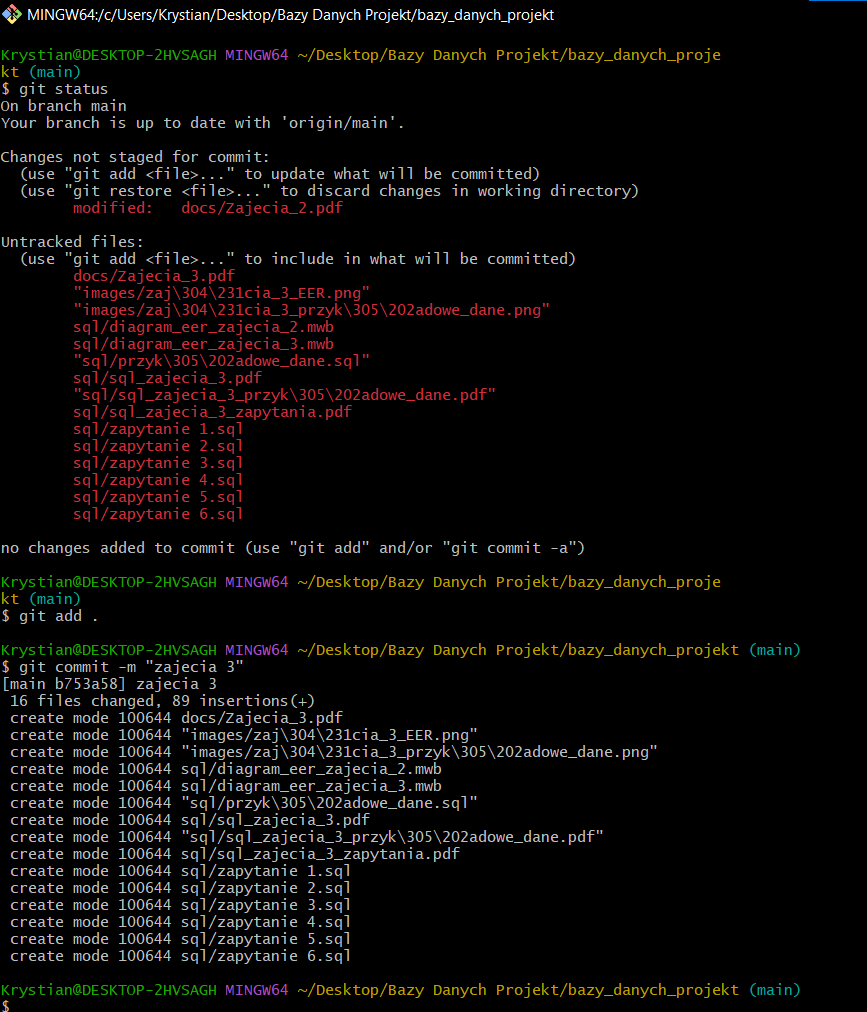 MINGW64:/c/Users/Krystian/Desktop/Bazy Danych Projekt/bazy_danych_projekt
Krystian@DESKTOP-2HVSAGH MINGW64 ~/Desktop/Bazy Danych Projekt/bazy_danych_proje
kt (main)
$ git status
On branch main
Your branch is up to date with 'origin/main'.
Changes not staged for commit:
  (use "git add <file>..." to update what will be committed)
  (use "git restore <file>..." to discard changes in working directory)
        modified:   docs/Zajecia_2.pdf
Untracked files:
  (use "git add <file>..." to include in what will be committed)
        docs/Zajecia_3.pdf
        "images/zaj\304\231cia_3_EER.png"
        "images/zaj\304\231cia_3_przyk\305\202adowe_dane.png"
        sql/diagram_eer_zajecia_2.mwb
        sql/diagram_eer_zajecia_3.mwb
        "sql/przyk\305\202adowe_dane.sql"
        sql/sql_zajecia_3.pdf
        "sql/sql_zajecia_3_przyk\305\202adowe_dane.pdf"
        sql/sql_zajecia_3_zapytania.pdf
        sql/zapytanie 1.sql
        sql/zapytanie 2.sql
        sql/zapytanie 3.sql
        sql/zapytanie 4.sql
        sql/zapytanie 5.sql
        sql/zapytanie 6.sql
no changes added to commit (use "git add" and/or "git commit -a")
Krystian@DESKTOP-2HVSAGH MINGW64 ~/Desktop/Bazy Danych Projekt/bazy_danych_proje
kt (main)
$ git add .
Krystian@DESKTOP-2HVSAGH MINGW64 ~/Desktop/Bazy Danych Projekt/bazy_danych_projekt (main)
$ git commit -m "zajecia 3"
[main b753a58] zajecia 3
 16 files changed, 89 insertions(+)
 create mode 100644 docs/Zajecia_3.pdf
 create mode 100644 "images/zaj\304\231cia_3_EER.png"
 create mode 100644 "images/zaj\304\231cia_3_przyk\305\202adowe_dane.png"
 create mode 100644 sql/diagram_eer_zajecia_2.mwb
 create mode 100644 sql/diagram_eer_zajecia_3.mwb
 create mode 100644 "sql/przyk\305\202adowe_dane.sql"
 create mode 100644 sql/sql_zajecia_3.pdf
 create mode 100644 "sql/sql_zajecia_3_przyk\305\202adowe_dane.pdf"
 create mode 100644 sql/sql_zajecia_3_zapytania.pdf
 create mode 100644 sql/zapytanie 1.sql
 create mode 100644 sql/zapytanie 2.sql
 create mode 100644 sql/zapytanie 3.sql
 create mode 100644 sql/zapytanie 4.sql
 create mode 100644 sql/zapytanie 5.sql
 create mode 100644 sql/zapytanie 6.sql
Krystian@DESKTOP-2HVSAGH MINGW64 ~/Desktop/Bazy Danych Projekt/bazy_danych_projekt (main)
$